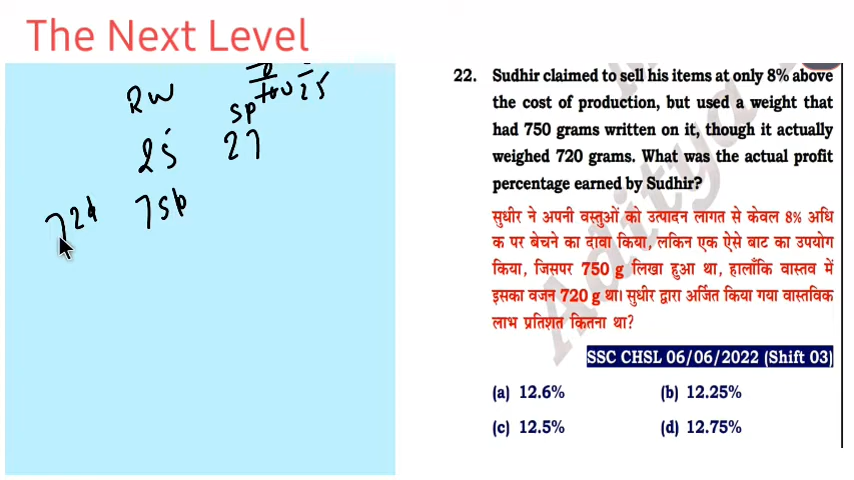 The Next Level
RW
100 25
SP
25 27
720 750
22. Sudhir claimed to sell his items at only 8% above
the cost of production, but used a weight that
had 750 grams written on it, though it actually
weighed 720 grams. What was the actual profit
percentage earned by Sudhir?
सुधीर ने अपनी वस्तुओं को उत्पादन लागत से केवल 8% अधि
क पर बेचने का दावा किया, लकिन एक ऐसे बाट का उपयोग
किया, जिसपर 750 g लिखा हुआ था, हालाँकि वास्तव में
इसका वजन 720 g था। सुधीर द्वारा अर्जित किया गया वास्तविक
लाभ प्रतिशत कितना था?
SSC CHSL 06/06/2022 (Shift 03)
(a) 12.6% (b) 12.25%
(c) 12.5% (d) 12.75%